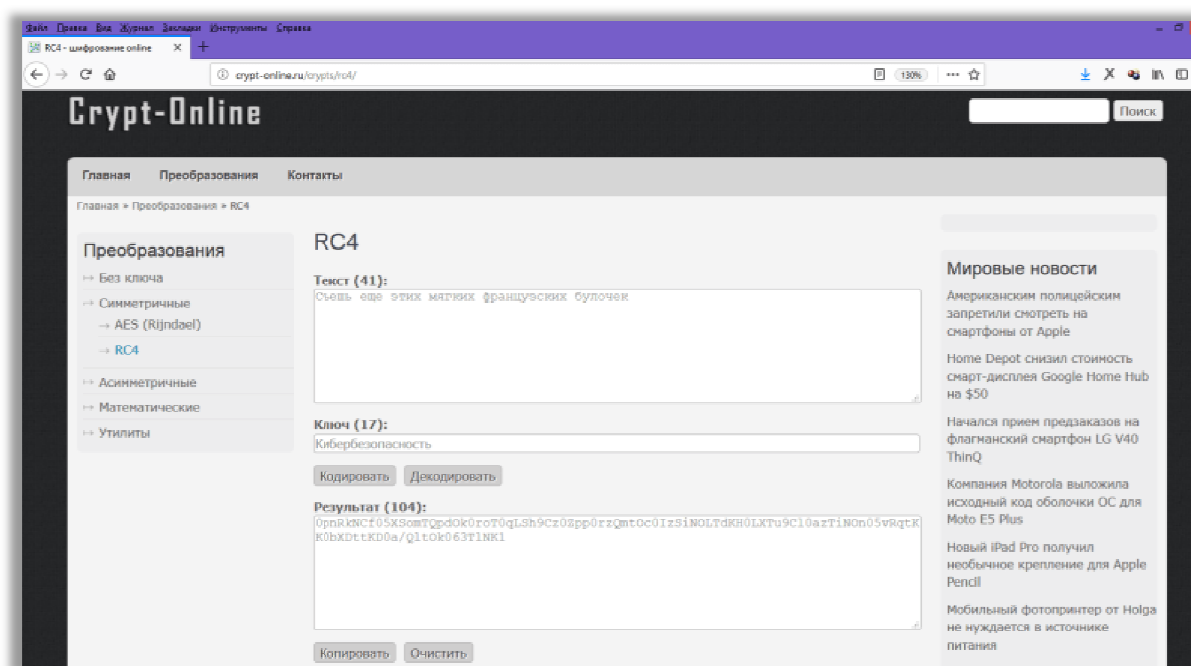 Файл Правка Вид Журнал Закладки Инструменты Справка
RC4 - шифрование online
crypt-online.ru/crypts/rc4/
130%
Crypt-Online
Поиск
Главная Преобразования Контакты
Главная » Преобразования » RC4
Преобразования
Без ключа
Симметричные
AES (Rijndael)
RC4
Асимметричные
Математические
Утилиты
RC4
Текст (41):
Съешь еще этих мягких французских булочек
Ключ (17):
Кибербезопасность
Кодировать Декодировать
Результат (104):
Копировать Очистить
Мировые новости
Американским полицейским
запретили смотреть на
смартфоны от Apple
Home Depot снизил стоимость
смарт-дисплея Google Home Hub
на $50
Начался прием предзаказов на
флагманский смартфон LG V40
ThinQ
Компания Motorola выложила
исходный код оболочки ОС для
Moto E5 Plus
Новый iPad Pro получил
необычное крепление для Apple
Pencil
Мобильный фотопринтер от Holga
не нуждается в источнике
питания